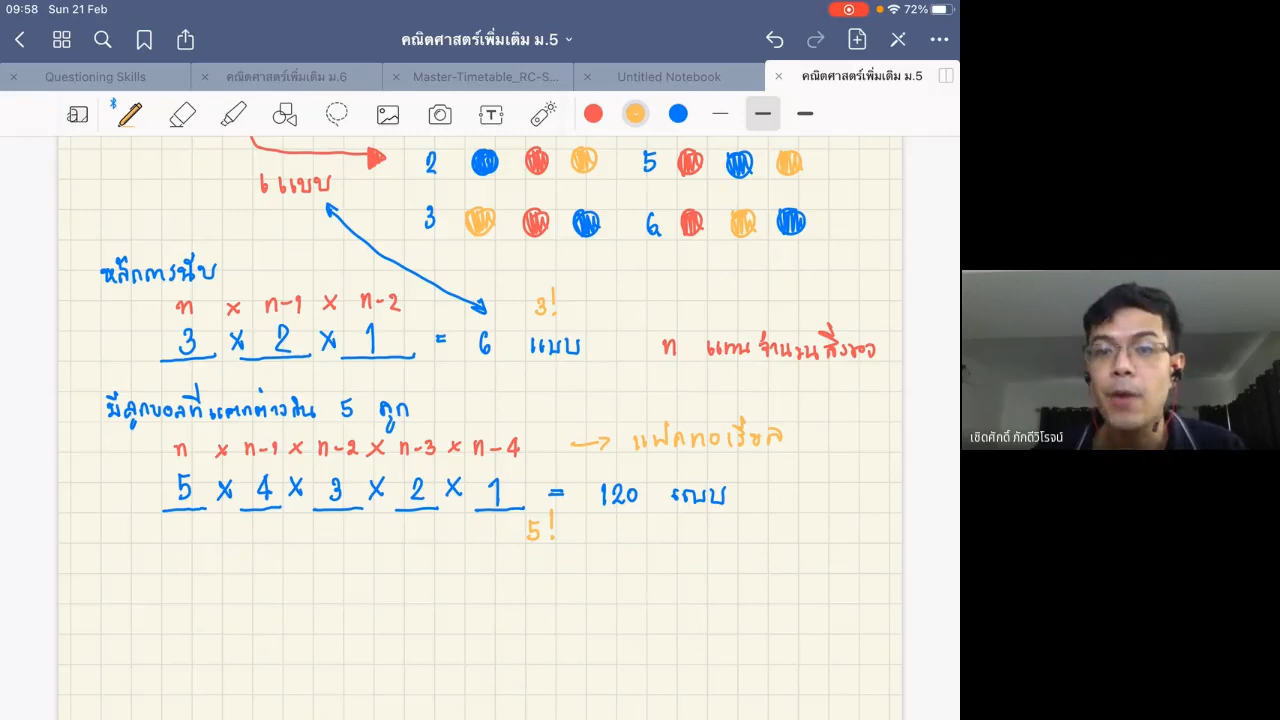 09:58 Sun 21 Feb 72%
คณิตศาสตร์เพิ่มเติม ม.5
Questioning Skills คณิตศาสตร์เพิ่มเติม ม.6 Master-Timetable_RC-S... Untitled Notebook คณิตศาสตร์เพิ่มเติม ม.5
2 5
6 แบบ
3 6
หลักการนับ
n × n-1 × n-2 3!
3 × 2 × 1 = 6 แบบ n แทน จำนวนสิ่งของ
มีลูกบอลที่แตกต่างกัน 5 ลูก
n × n-1 × n-2 × n-3 × n-4 → แฟคทอเรียล
5 × 4 × 3 × 2 × 1 = 120 แบบ
5!
เชิดศักดิ์ ภักดีวิโรจน์